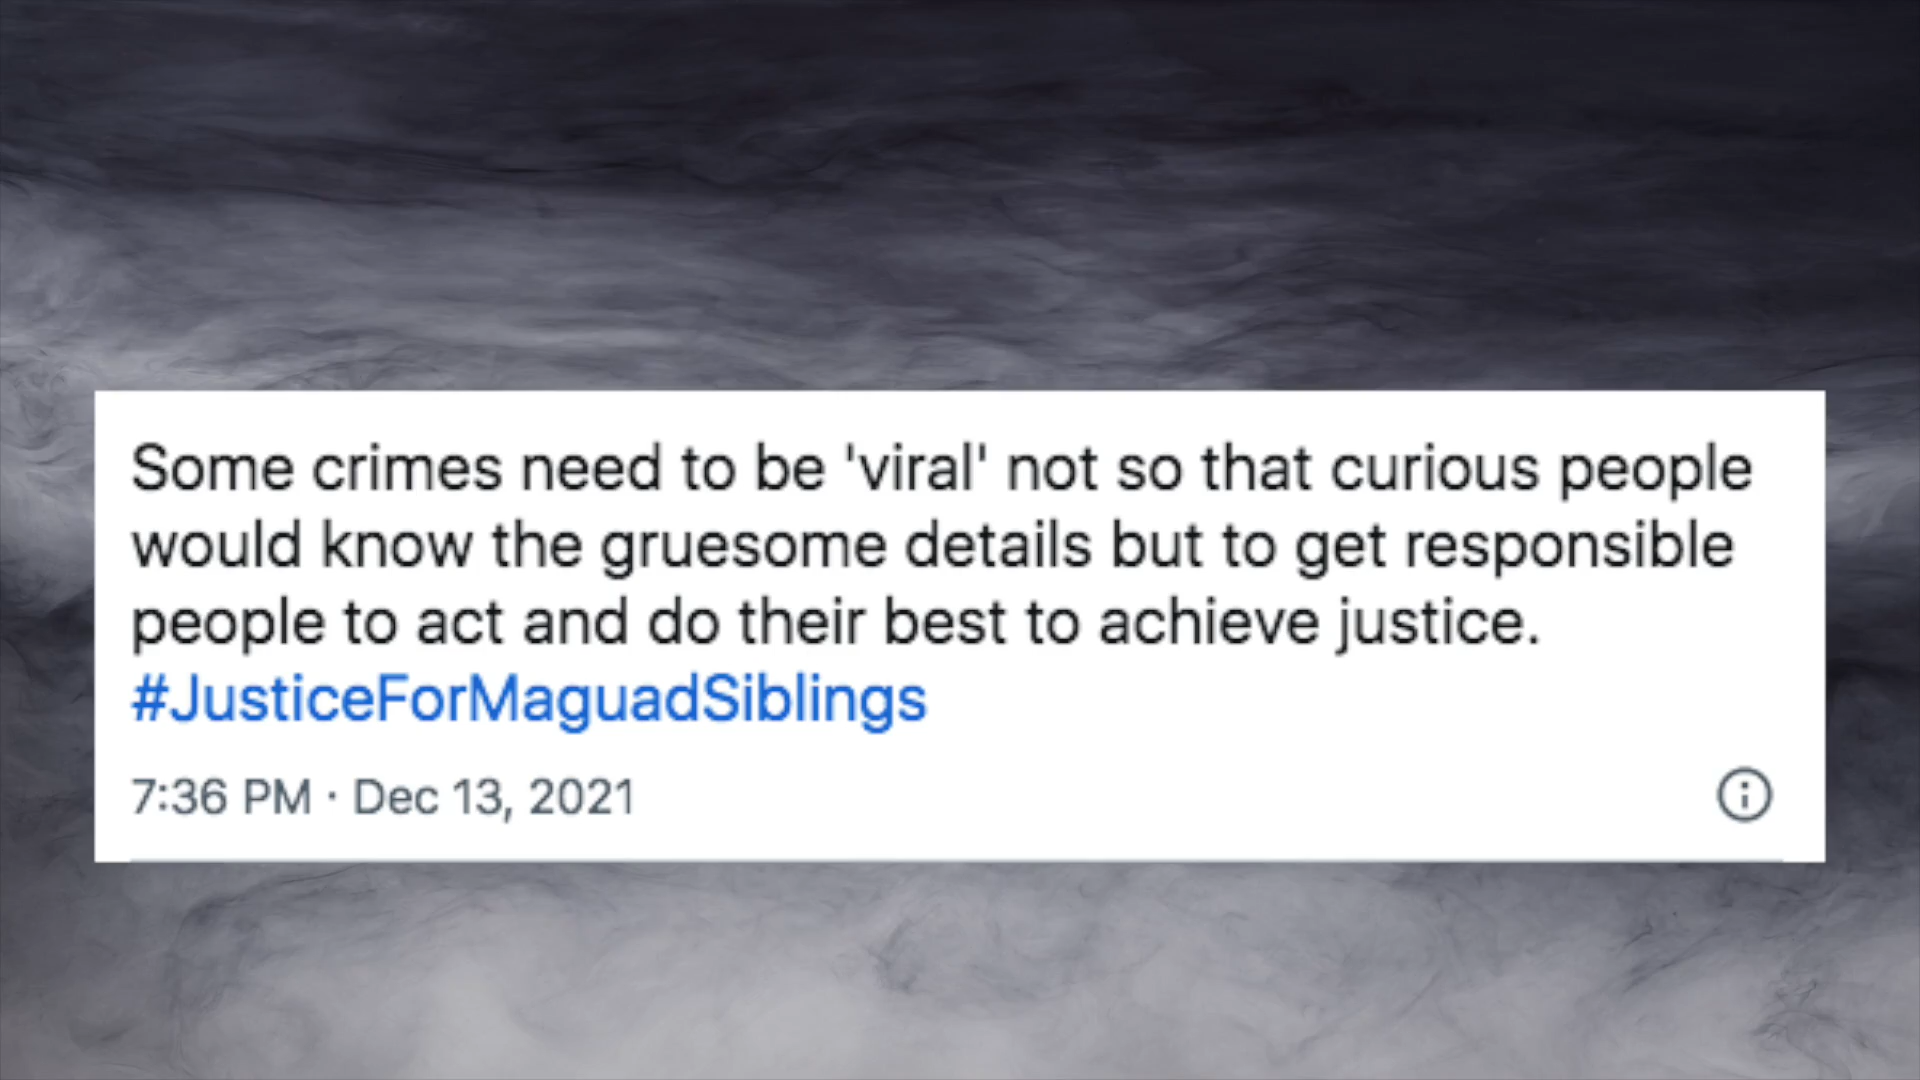 Some crimes need to be 'viral' not so that curious people
would know the gruesome details but to get responsible
people to act and do their best to achieve justice.
#JusticeForMaguadSiblings
7:36 PM · Dec 13, 2021